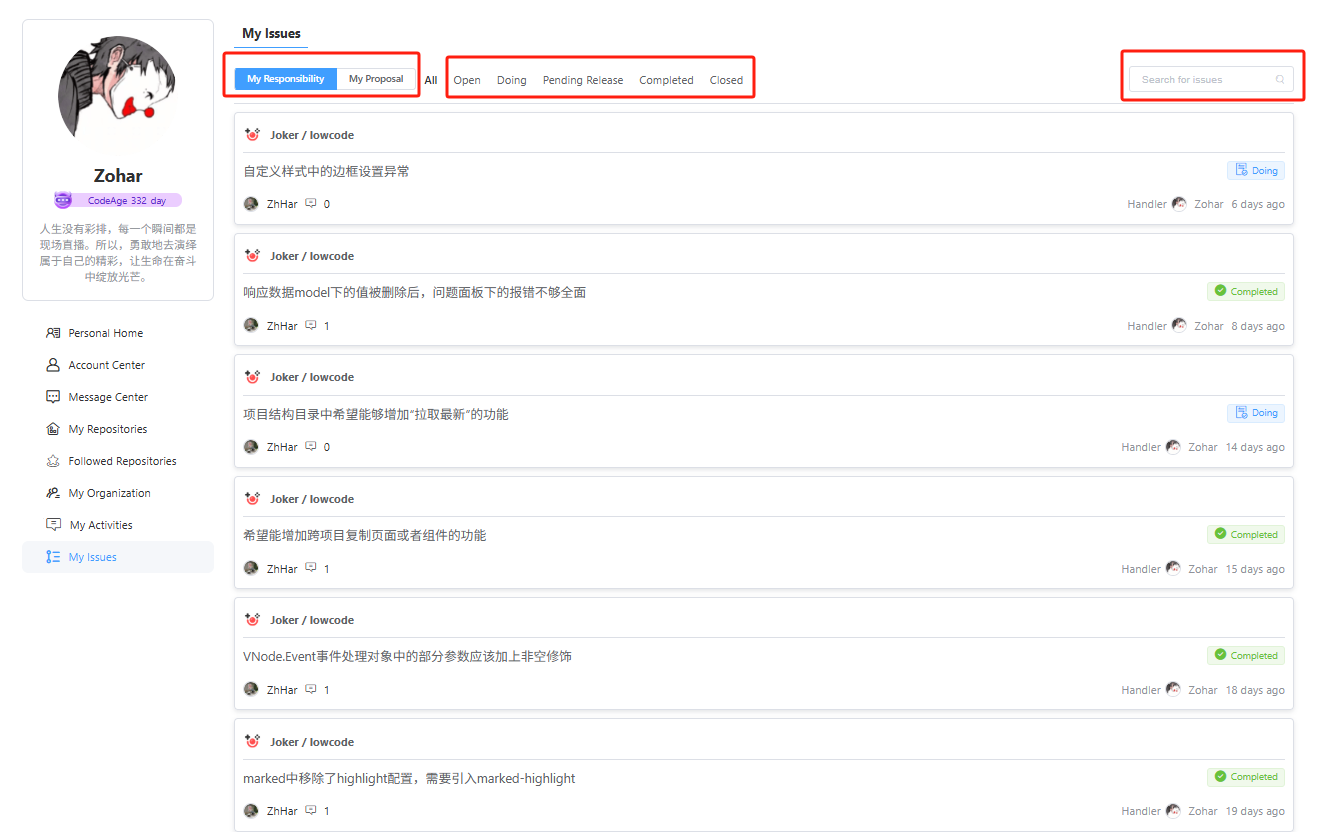 Zohar
CodeAge 332 day
人生没有彩排，每一个瞬间都是
现场直播。所以，勇敢地去演绎
属于自己的精彩，让生命在奋斗
中绽放光芒。
Personal Home
Account Center
Message Center
My Repositories
Followed Repositories
My Organization
My Activities
My Issues
My Issues
My Responsibility My Proposal All Open Doing Pending Release Completed Closed Search for issues
Joker / lowcode
自定义样式中的边框设置异常 Doing
ZhHar 0 Handler Zohar 6 days ago
Joker / lowcode
响应数据model下的值被删除后，问题面板下的报错不够全面 Completed
ZhHar 1 Handler Zohar 8 days ago
Joker / lowcode
项目结构目录中希望能够增加“拉取最新”的功能 Doing
ZhHar 0 Handler Zohar 14 days ago
Joker / lowcode
希望能增加跨项目复制页面或者组件的功能 Completed
ZhHar 1 Handler Zohar 15 days ago
Joker / lowcode
VNode.Event事件处理对象中的部分参数应该加上非空修饰 Completed
ZhHar 1 Handler Zohar 18 days ago
Joker / lowcode
marked中移除了highlight配置，需要引入marked-highlight Completed
ZhHar 1 Handler Zohar 19 days ago